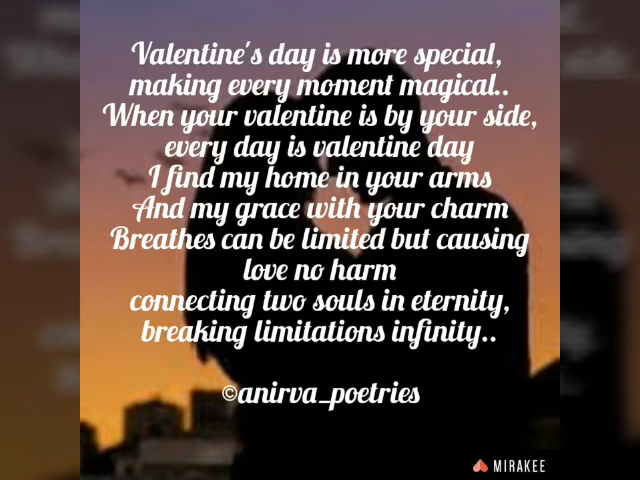 Valentine's day is more special,
making every moment magical..
When your valentine is by your side,
every day is valentine day
I find my home in your arms
And my grace with your charm
Breathes can be limited but causing
love no harm
connecting two souls in eternity,
breaking limitations infinity..
©anirva_poetries
MIRAKEE